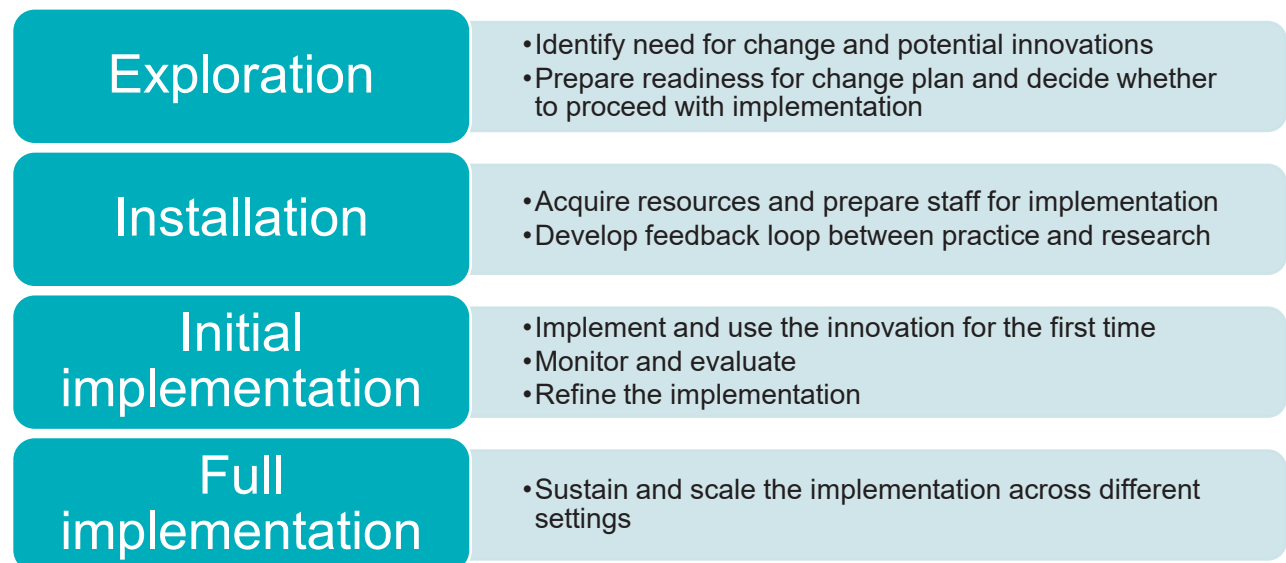 Exploration
•Identify need for change and potential innovations
•Prepare readiness for change plan and decide whether
to proceed with implementation
Installation
•Acquire resources and prepare staff for implementation
•Develop feedback loop between practice and research
Initial
implementation
•Implement and use the innovation for the first time
•Monitor and evaluate
•Refine the implementation
Full
implementation
•Sustain and scale the implementation across different
settings